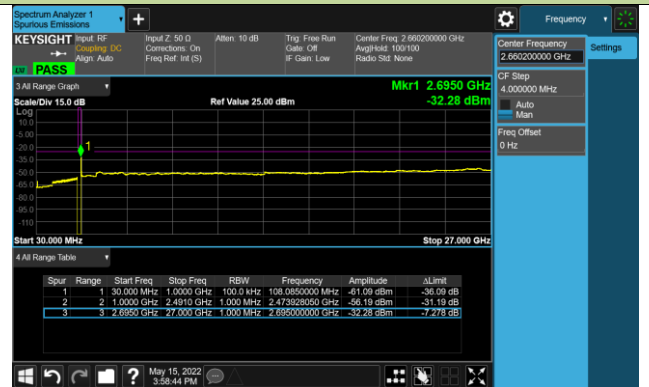 Spectrum Analyzer 1
Spurious Emissions
+
Frequency
KEYSIGHT Input: RF Input Z: 50 Ω Atten: 10 dB Trig: Free Run Center Freq: 2.660200000 GHz
Coupling: DC Corrections: On Gate: Off Avg|Hold: 100/100
Align: Auto Freq Ref: Int (S) IF Gain: Low Radio Std: None
PASS
Center Frequency
2.660200000 GHz
Settings
CF Step
4.000000 MHz
Auto
Man
Freq Offset
0 Hz
3 All Range Graph
Mkr1 2.6950 GHz
Scale/Div 15.0 dB Ref Value 25.00 dBm -32.28 dBm
Log
10.0
-5.00
-20.0
-35.0
-50.0
-65.0
-80.0
-95.0
-110
1
Start 30.000 MHz Stop 27.000 GHz
4 All Range Table
Spur Range Start Freq Stop Freq RBW Frequency Amplitude ΔLimit
1 1 30.000 MHz 1.0000 GHz 100.0 kHz 108.0850000 MHz -61.09 dBm -36.09 dB
2 2 1.0000 GHz 2.4910 GHz 1.000 MHz 2.473928050 GHz -56.19 dBm -31.19 dB
3 3 2.6950 GHz 27.000 GHz 1.000 MHz 2.695000000 GHz -32.28 dBm -7.278 dB
? May 15, 2022
3:58:44 PM